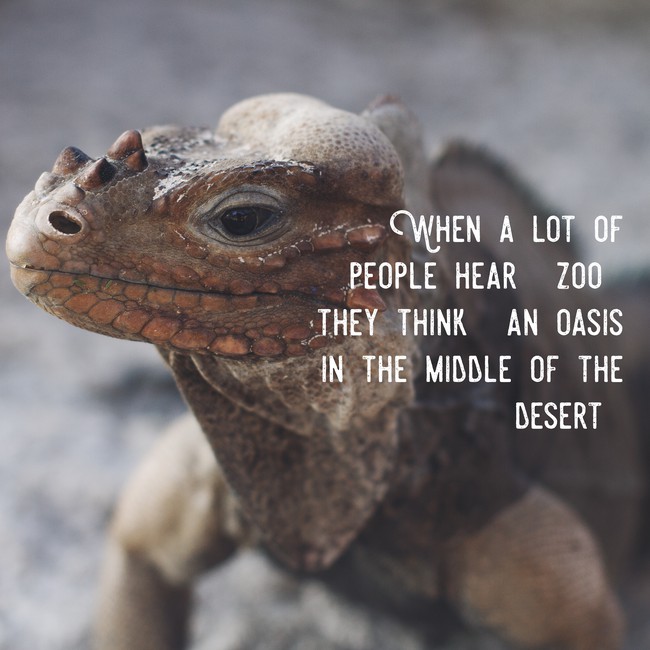 When a lot of
people hear zoo
they think an oasis
in the middle of the
desert